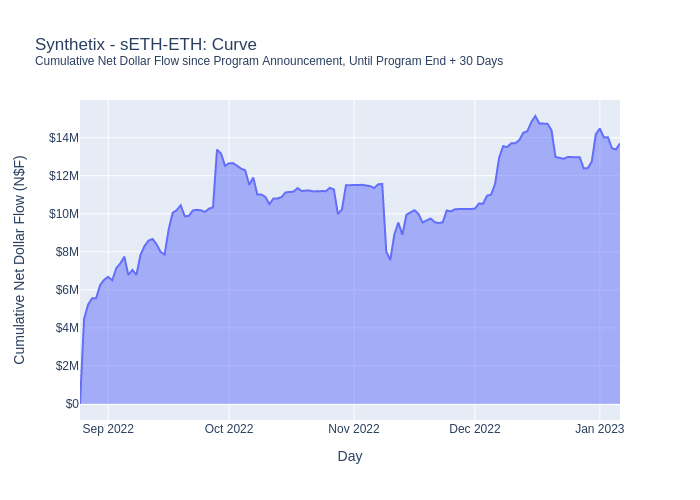 Synthetix - sETH-ETH: Curve
Cumulative Net Dollar Flow since Program Announcement, Until Program End + 30 Days
Cumulative Net Dollar Flow (N$F)
$14M
$12M
$10M
$8M
$6M
$4M
$2M
$0
Sep 2022 Oct 2022 Nov 2022 Dec 2022 Jan 2023
Day